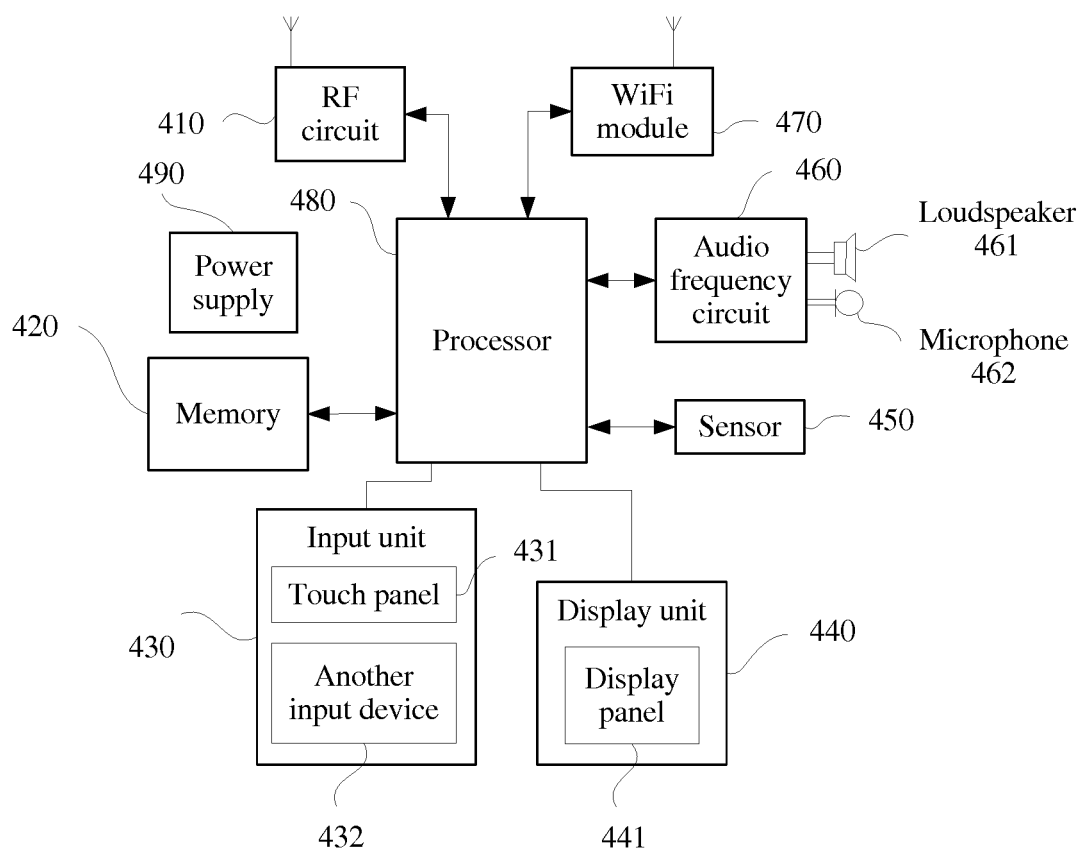 RF
circuit
410
WiFi
module
470
490
480
460
Power
supply
Loudspeaker
461
Audio
frequency
circuit
420
Processor
Microphone
462
Memory
Sensor
450
Input unit
431
Touch panel
430
Another
input device
432
Display unit
440
Display
panel
441